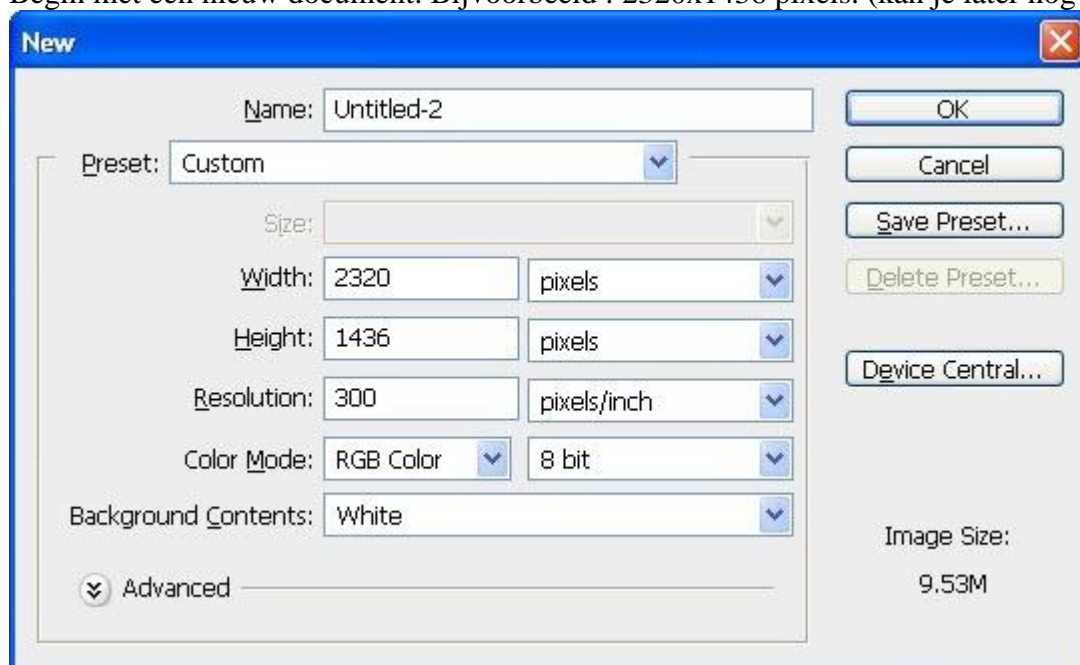 Begin met een nieuw document. Bijvoorbeeld : 2320x1436 pixels. (kan je later nog
New
Name: Untitled-2
OK
Preset: Custom
Cancel
Size:
Save Preset...
Width: 2320 pixels
Delete Preset...
Height: 1436 pixels
Device Central...
Resolution: 300 pixels/inch
Color Mode: RGB Color 8 bit
Background Contents: White
Image Size:
Advanced
9.53M